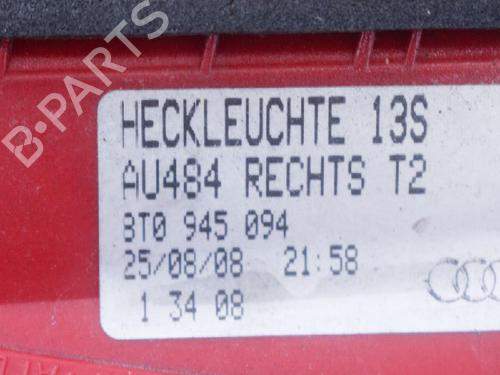 B-PARTS
HECKLEUCHTE 13S
AU484 RECHTS T2
8T0 945 094
25/08/08 21:58
1 34 08